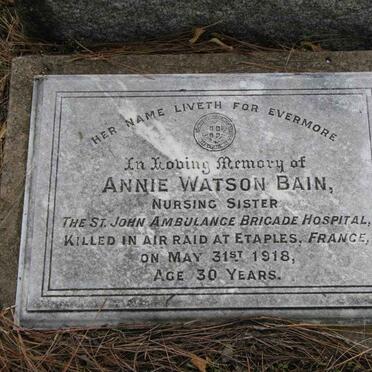 HER NAME LIVETH FOR EVERMORE
In Loving Memory of
ANNIE WATSON BAIN,
NURSING SISTER
THE ST. JOHN AMBULANCE BRIGADE HOSPITAL,
KILLED IN AIR RAID AT ETAPLES, FRANCE,
ON MAY 31ST 1918,
AGE 30 YEARS.